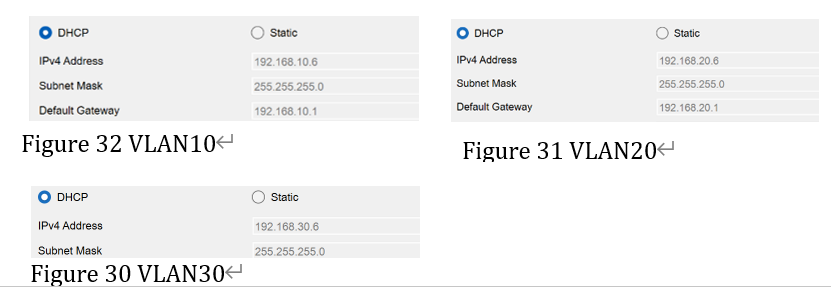 DHCP Static
IPv4 Address 192.168.10.6
Subnet Mask 255.255.255.0
Default Gateway 192.168.10.1
Figure 32 VLAN10↵
DHCP Static
IPv4 Address 192.168.20.6
Subnet Mask 255.255.255.0
Default Gateway 192.168.20.1
Figure 31 VLAN20↵
DHCP Static
IPv4 Address 192.168.30.6
Subnet Mask 255.255.255.0
Figure 30 VLAN30↵